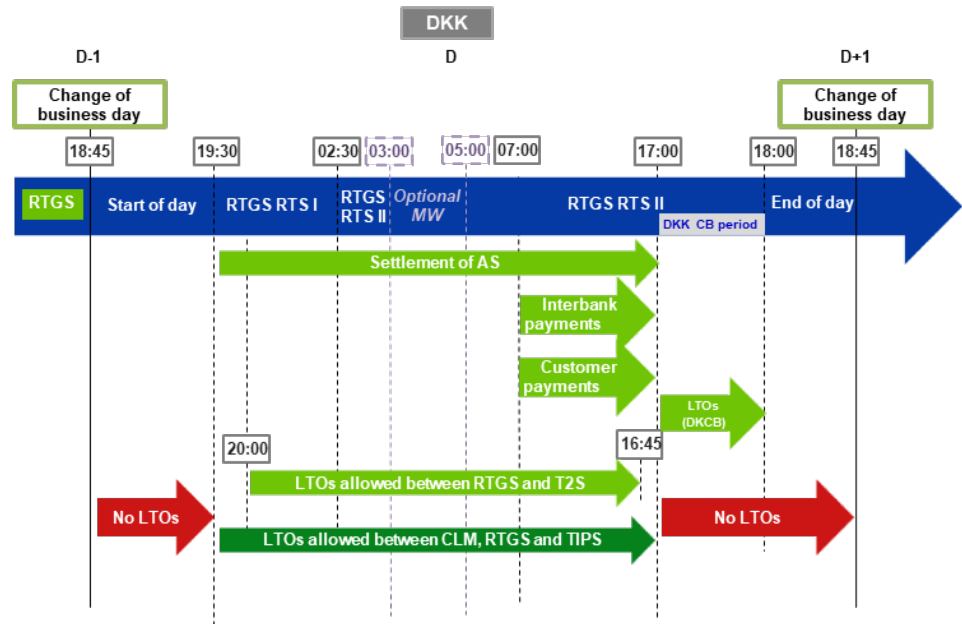 DKK
D-1
D
D+1
Change of
business day
Change of
business day
18:45
19:30
02:30
03:00
05:00
07:00
17:00
18:00
18:45
RTGS
Start of day
RTGS RTS I
RTGS
RTS II
Optional
MW
RTGS RTS II
End of day
DKK CB period
Settlement of AS
Interbank
payments
Customer
payments
LTOs
(DKCB)
20:00
16:45
LTOs allowed between RTGS and T2S
No LTOs
No LTOs
LTOs allowed between CLM, RTGS and TIPS